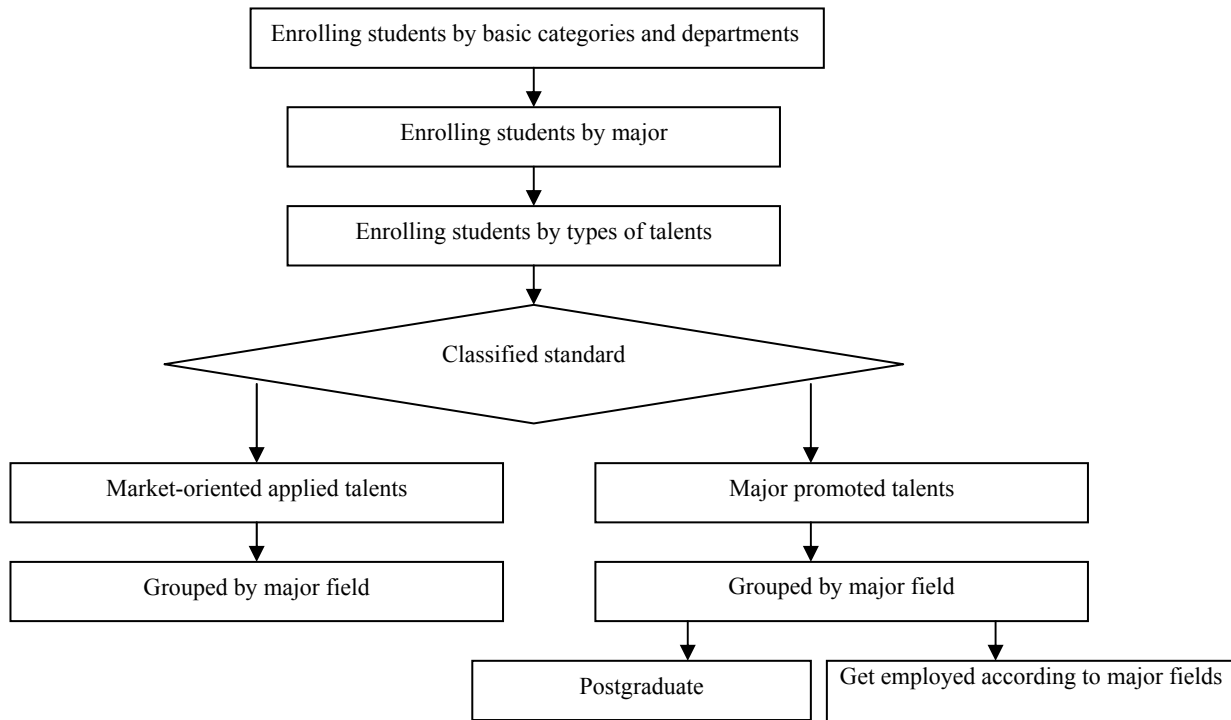 Enrolling students by basic categories and departments
Enrolling students by major
Enrolling students by types of talents
Classified standard
Market-oriented applied talents
Major promoted talents
Grouped by major field
Grouped by major field
Postgraduate
Get employed according to major fields